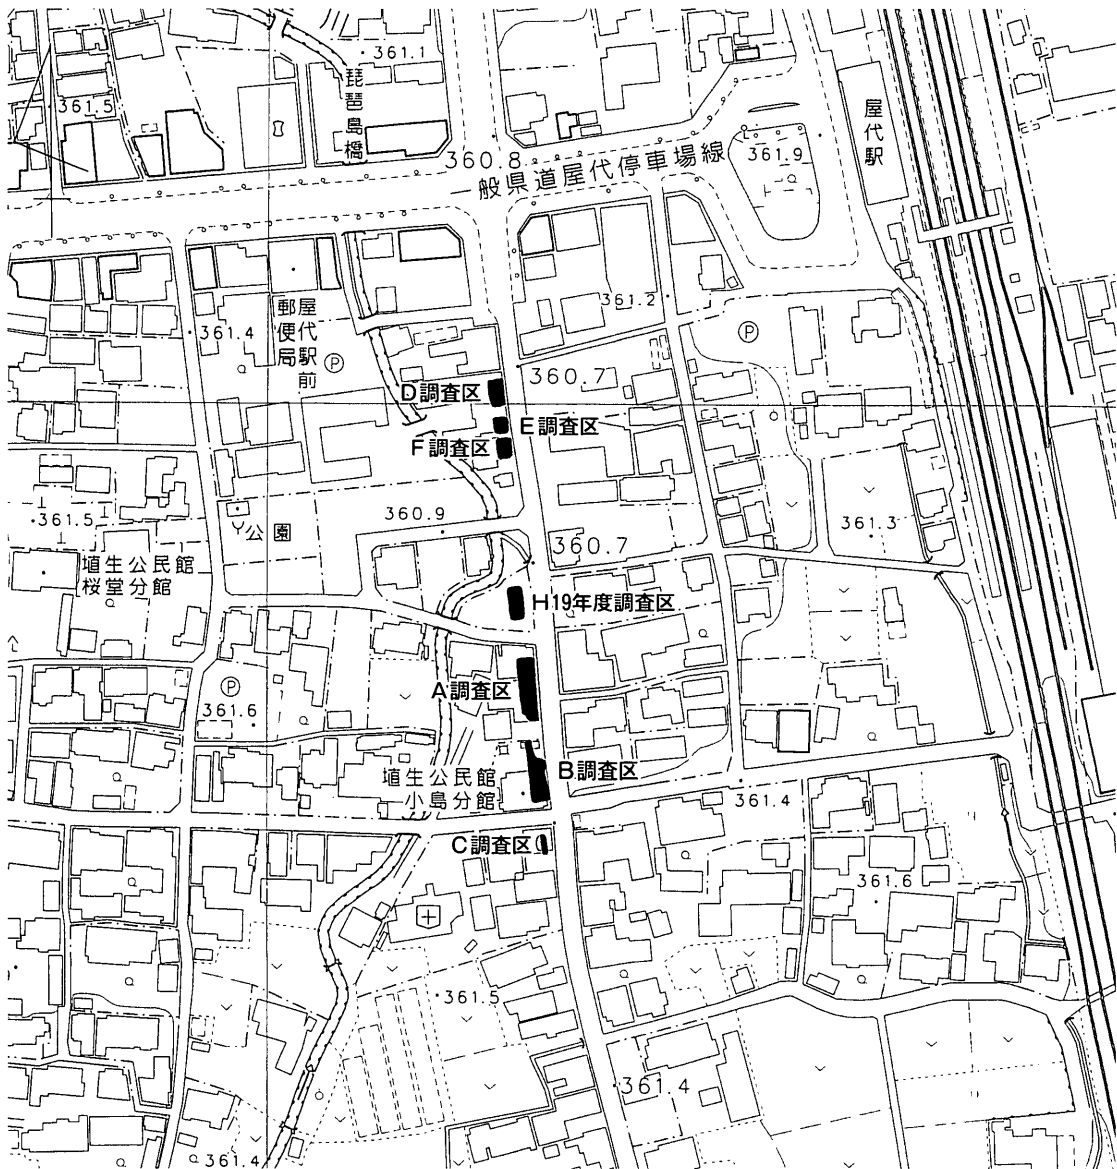 361.1
琵琶島橋
361.5
屋代駅
360.8
一般県道屋代停車場線
361.9
361.2
361.4
屋代駅前
郵便局
P
P
360.7
D調査区
E調査区
F調査区
360.9
361.5
公園
361.3
360.7
埴生公民館
桜堂分館
H19年度調査区
P
A調査区
361.6
B調査区
埴生公民館
小島分館
361.4
C調査区
361.6
361.5
361.4
361.4